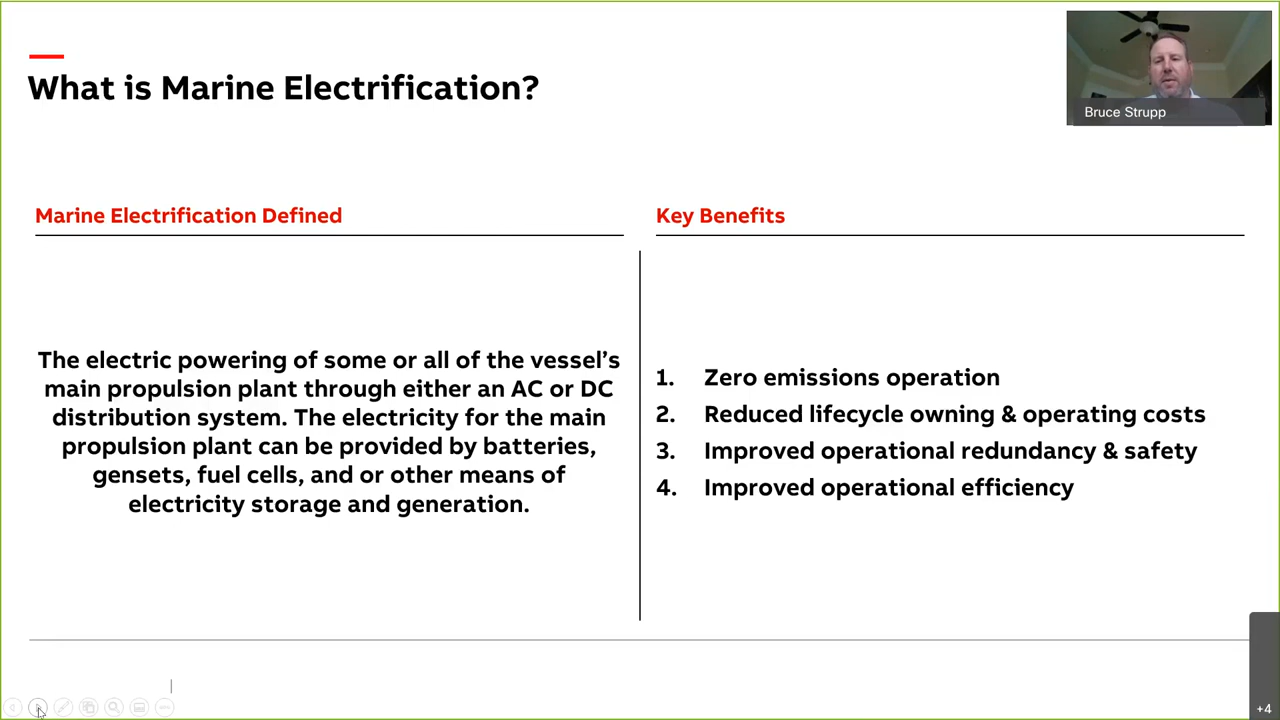 What is Marine Electrification?
Bruce Strupp
Marine Electrification Defined
The electric powering of some or all of the vessel's
main propulsion plant through either an AC or DC
distribution system. The electricity for the main
propulsion plant can be provided by batteries,
gensets, fuel cells, and or other means of
electricity storage and generation.
Key Benefits
1. Zero emissions operation
2. Reduced lifecycle owning & operating costs
3. Improved operational redundancy & safety
4. Improved operational efficiency
+4